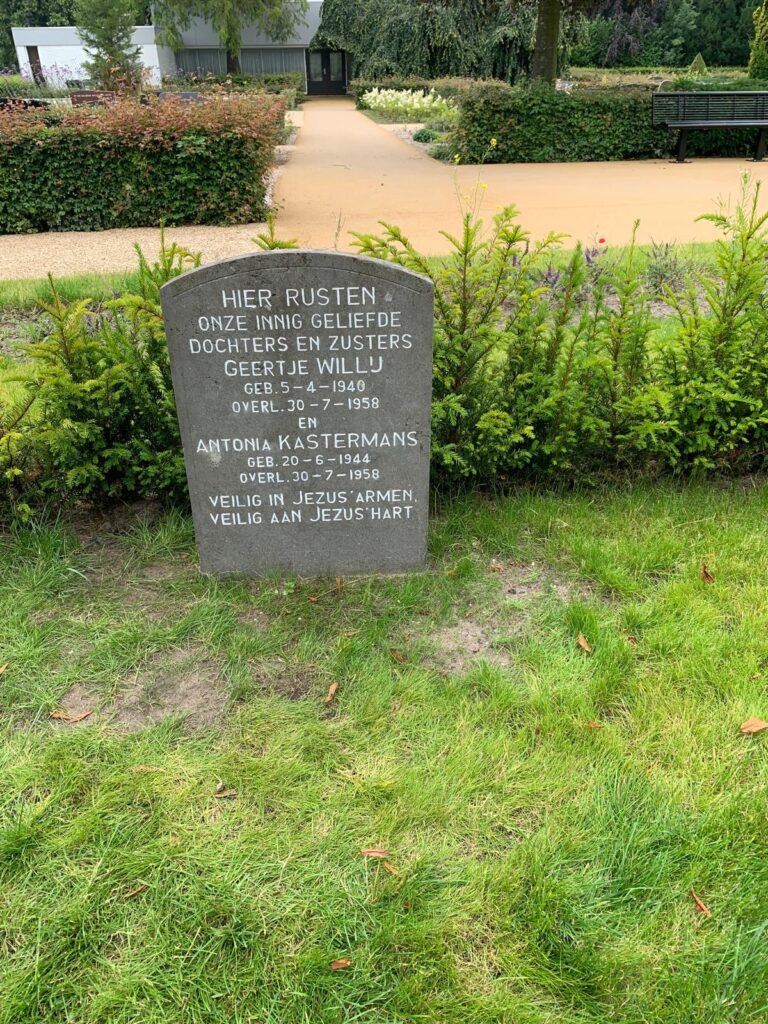 HIER RUSTEN
ONZE INNIG GELIEFDE
DOCHTERS EN ZUSTERS
GEERTJE WILLIJ
GEB. 5-4-1940
OVERL. 30-7-1958
EN
ANTONIA KASTERMANS
GEB. 20-6-1944
OVERL. 30-7-1958
VEILIG IN JEZUS' ARMEN,
VEILIG AAN JEZUS' HART